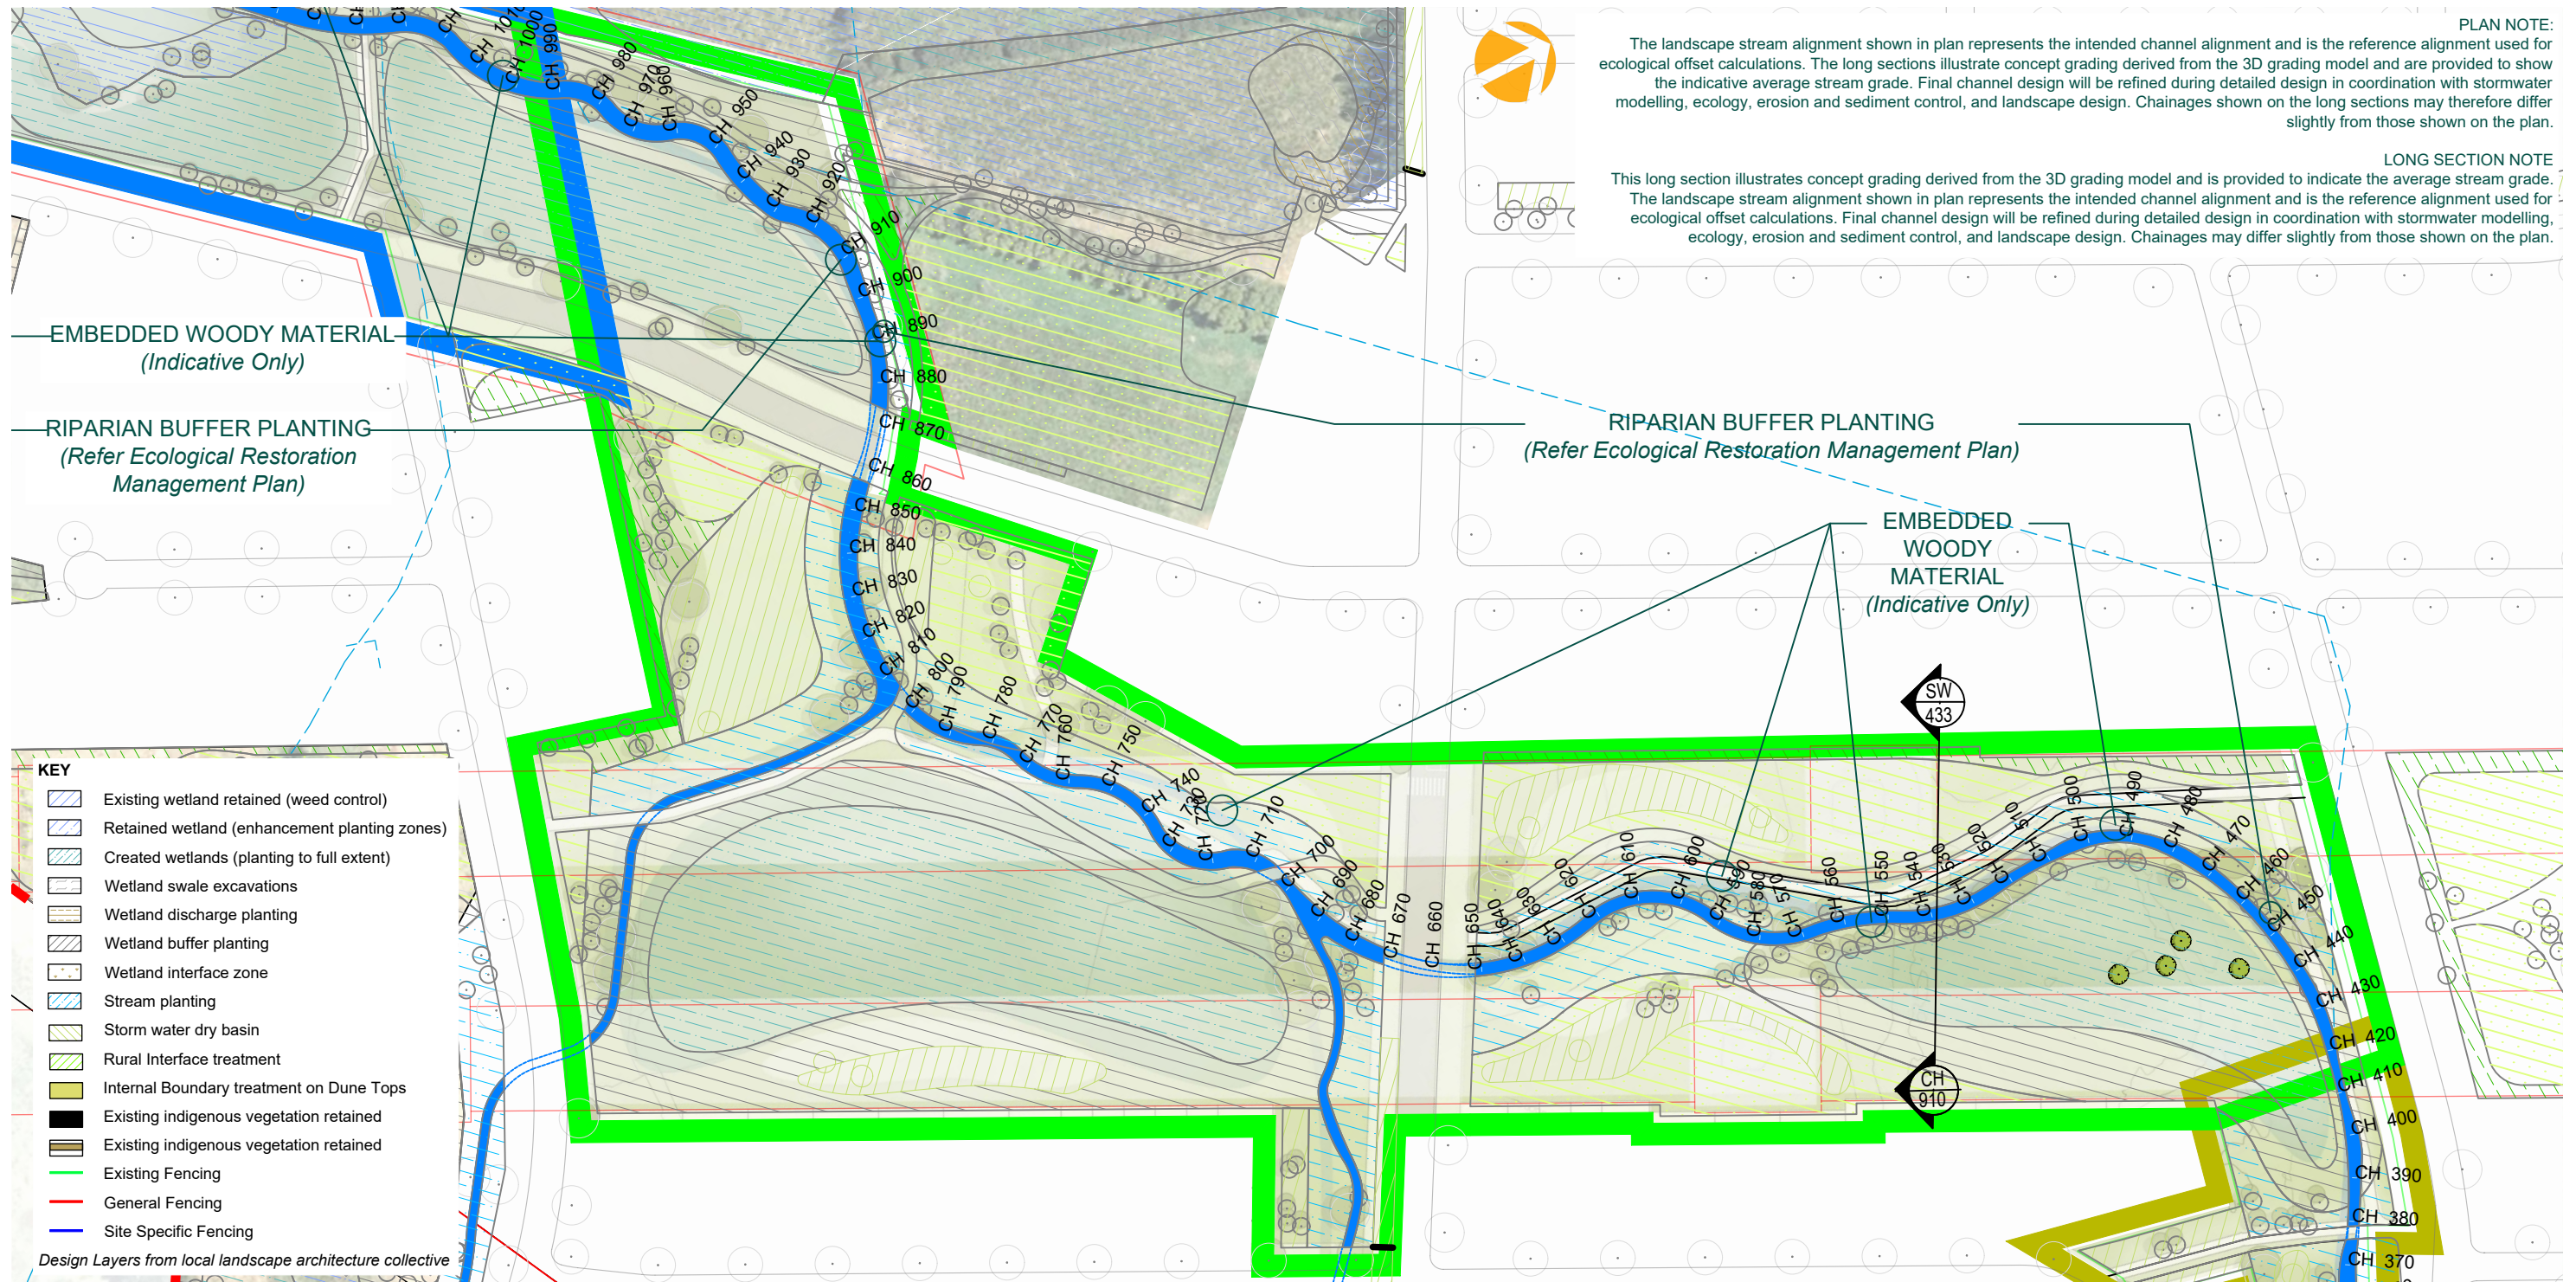 PLAN NOTE:
The landscape stream alignment shown in plan represents the intended channel alignment and is the reference alignment used for
ecological offset calculations. The long sections illustrate concept grading derived from the 3D grading model and are provided to show
the indicative average stream grade. Final channel design will be refined during detailed design in coordination with stormwater
modelling, ecology, erosion and sediment control, and landscape design. Chainages shown on the long sections may therefore differ
slightly from those shown on the plan.
LONG SECTION NOTE
This long section illustrates concept grading derived from the 3D grading model and is provided to indicate the average stream grade.
The landscape stream alignment shown in plan represents the intended channel alignment and is the reference alignment used for
ecological offset calculations. Final channel design will be refined during detailed design in coordination with stormwater modelling,
ecology, erosion and sediment control, and landscape design. Chainages may differ slightly from those shown on the plan.
CH 1010
CH 1000
CH 990
CH 980
CH 970
CH 960
CH 950
CH 940
CH 930
CH 920
CH 910
CH 900
CH 890
CH 880
CH 870
CH 860
CH 850
CH 840
CH 830
CH 820
CH 810
CH 800
CH 790
CH 780
CH 770
CH 760
CH 750
CH 740
CH 730
CH 720
CH 710
CH 700
CH 690
CH 680
CH 670
CH 660
CH 650
CH 640
CH 630
CH 620
CH 610
CH 600
CH 590
CH 580
CH 570
CH 560
CH 550
CH 540
CH 530
CH 520
CH 510
CH 500
CH 490
CH 480
CH 470
CH 460
CH 450
CH 440
CH 430
CH 420
CH 410
CH 400
CH 390
CH 380
CH 370
EMBEDDED WOODY MATERIAL
(Indicative Only)
RIPARIAN BUFFER PLANTING
(Refer Ecological Restoration
Management Plan)
RIPARIAN BUFFER PLANTING
(Refer Ecological Restoration Management Plan)
EMBEDDED
WOODY
MATERIAL
(Indicative Only)
SW
433
CH
910
KEY
Existing wetland retained (weed control)
Retained wetland (enhancement planting zones)
Created wetlands (planting to full extent)
Wetland swale excavations
Wetland discharge planting
Wetland buffer planting
Wetland interface zone
Stream planting
Storm water dry basin
Rural Interface treatment
Internal Boundary treatment on Dune Tops
Existing indigenous vegetation retained
Existing indigenous vegetation retained
Existing Fencing
General Fencing
Site Specific Fencing
Design Layers from local landscape architecture collective